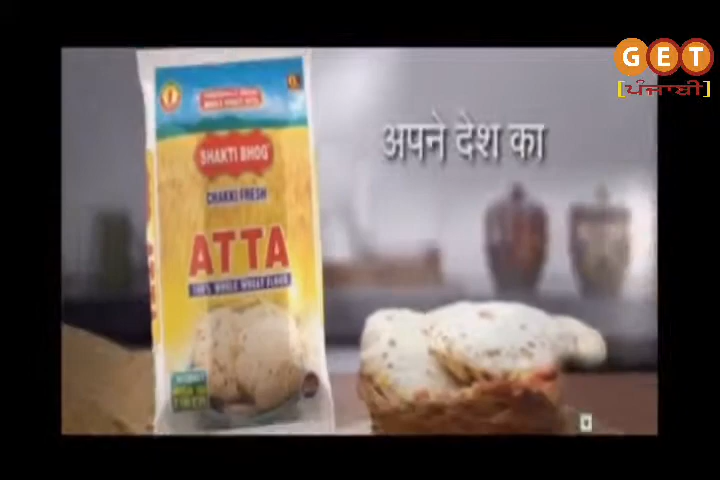 GET
[ਪੰਜਾਬੀ]
अपने देश का
SHAKTI BHOG
CHAKKI FRESH
ATTA
100% WHOLE WHEAT FLOUR